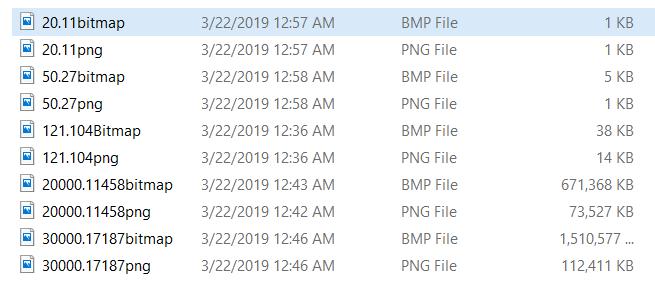 20.11bitmap 3/22/2019 12:57 AM BMP File 1 KB
20.11png 3/22/2019 12:57 AM PNG File 1 KB
50.27bitmap 3/22/2019 12:58 AM BMP File 5 KB
50.27png 3/22/2019 12:58 AM PNG File 1 KB
121.104Bitmap 3/22/2019 12:36 AM BMP File 38 KB
121.104png 3/22/2019 12:36 AM PNG File 14 KB
20000.11458bitmap 3/22/2019 12:43 AM BMP File 671,368 KB
20000.11458png 3/22/2019 12:42 AM PNG File 73,527 KB
30000.17187bitmap 3/22/2019 12:46 AM BMP File 1,510,577 ...
30000.17187png 3/22/2019 12:46 AM PNG File 112,411 KB